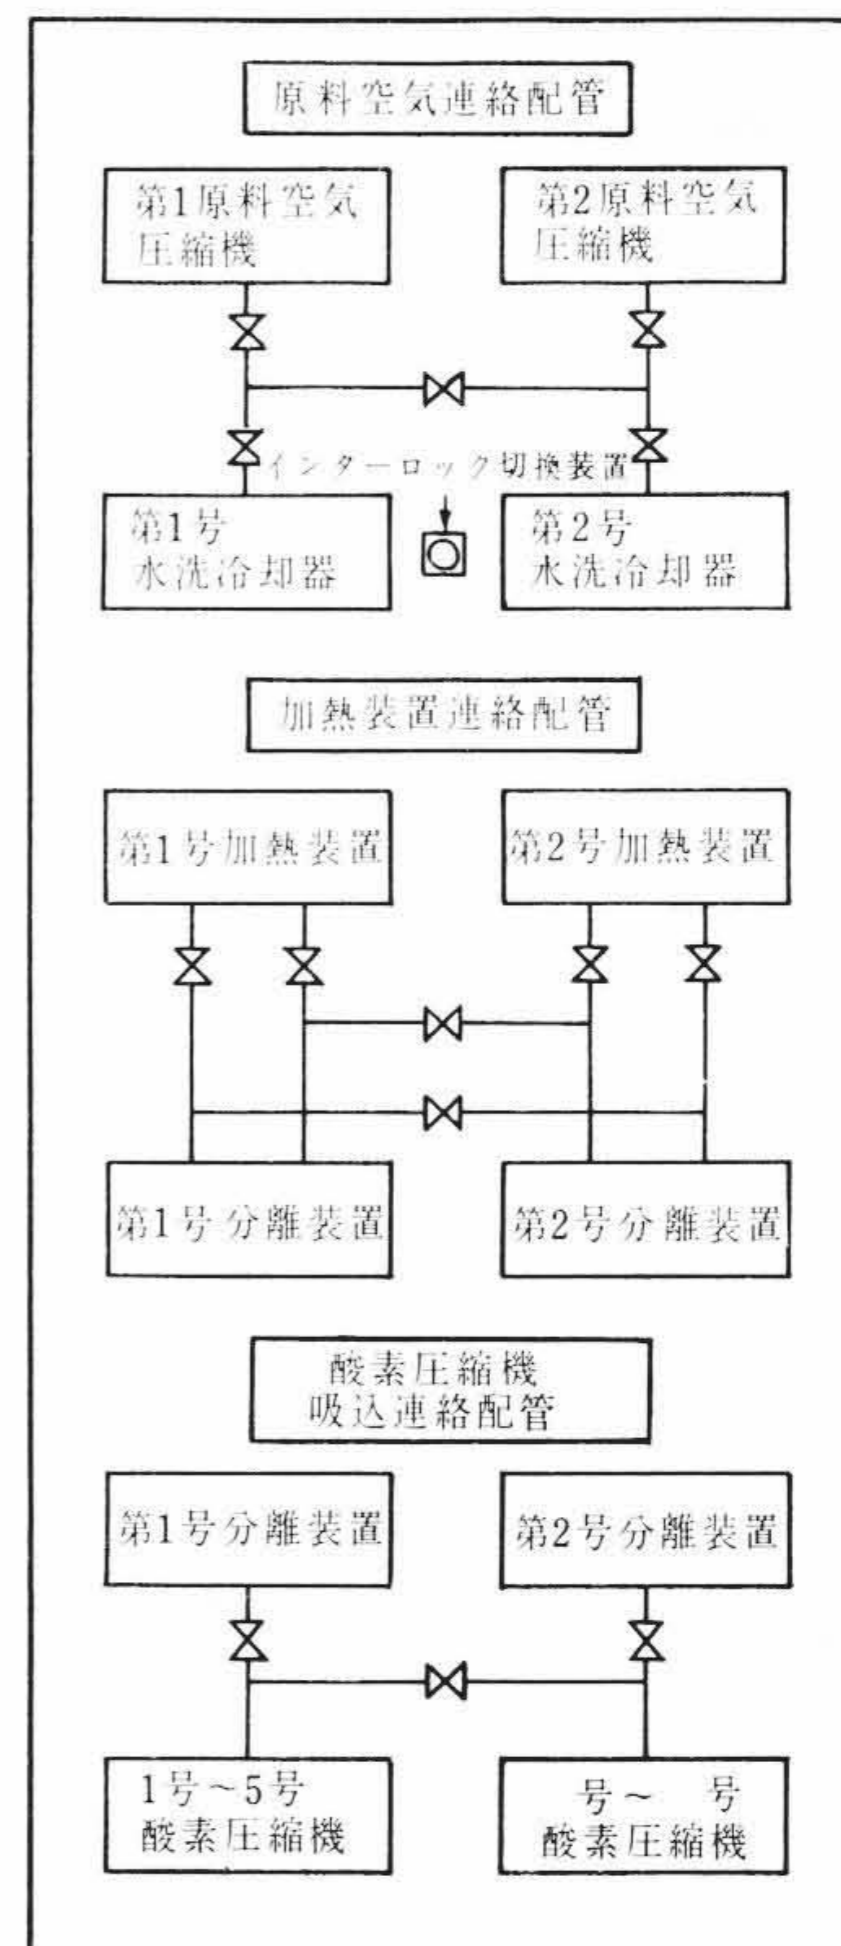 原料空気連絡配管
第1原料空気
圧縮機
第2原料空気
圧縮機
インターロック切換装置
第1号
水洗冷却器
第2号
水洗冷却器
加熱装置連絡配管
第1号加熱装置
第2号加熱装置
第1号分離装置
第2号分離装置
酸素圧縮機
吸込連絡配管
第1号分離装置
第2号分離装置
1号～5号
酸素圧縮機
号～ 号
酸素圧縮機